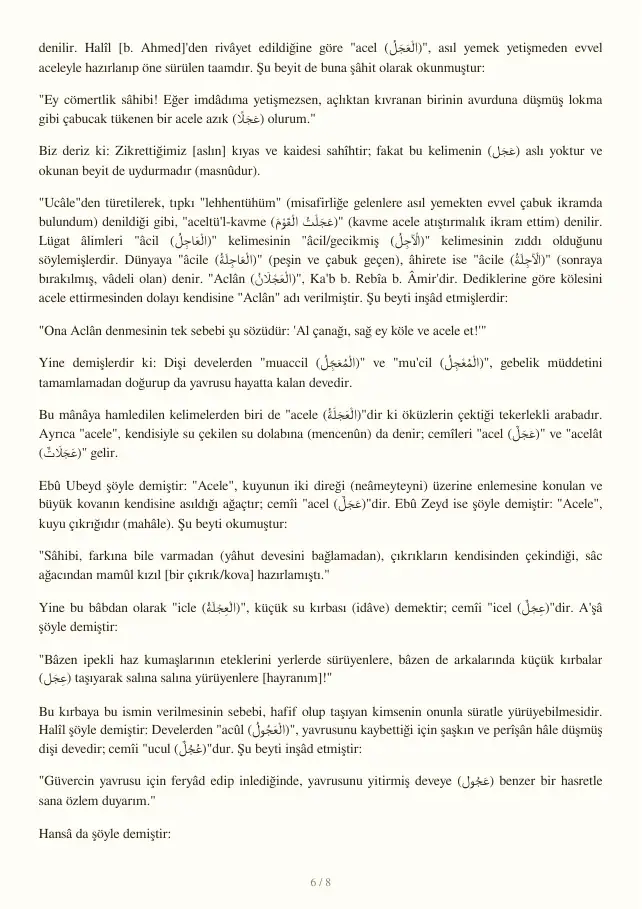 denilir. Halîl [b. Ahmed]'den rivâyet edildiğine göre "acel (الْعَجَلُ)", asıl yemek yetişmeden evvel
aceleyle hazırlanıp öne sürülen taamdır. Şu beyit de buna şâhit olarak okunmuştur:
"Ey cömertlik sâhibi! Eğer imdâdıma yetişmezsen, açlıktan kıvranan birinin avurduna düşmüş lokma
gibi çabucak tükenen bir acele azık (عَجَلًا) olurum."
Biz deriz ki: Zikrettiğimiz [aslın] kıyas ve kaidesi sahîhtir; fakat bu kelimenin (عَجَل) aslı yoktur ve
okunan beyit de uydurmadır (masnûdur).
"Ucâle"den türetilerek, tıpkı "lehhentühüm" (misafirliğe gelenlere asıl yemekten evvel çabuk ikramda
bulundum) denildiği gibi, "aceltü'l-kavme (عَجَلْتُ الْقَوْمَ)" (kavme acele atıştırmalık ikram ettim) denilir.
Lügat âlimleri "âcil (الْعَاجِلُ)" kelimesinin "âcil/gecikmiş (الْآجِلُ)" kelimesinin zıddı olduğunu
söylemişlerdir. Dünyaya "âcile (الْعَاجِلَةُ)" (peşin ve çabuk geçen), âhirete ise "âcile (الْآجِلَةُ)" (sonraya
bırakılmış, vâdeli olan) denir. "Aclân (الْعَجْلَانُ)", Ka'b b. Rebîa b. Âmir'dir. Dediklerine göre kölesini
acele ettirmesinden dolayı kendisine "Aclân" adı verilmiştir. Şu beyti inşâd etmişlerdir:
"Ona Aclân denmesinin tek sebebi şu sözüdür: 'Al çanağı, sağ ey köle ve acele et!'"
Yine demişlerdir ki: Dişi develerden "muaccil (الْمُعَجِّلُ)" ve "mu'cil (الْمُعْجِلُ)", gebelik müddetini
tamamlamadan doğurup da yavrusu hayatta kalan devedir.
Bu mânâya hamledilen kelimelerden biri de "acele (الْعَجَلَةُ)"dir ki öküzlerin çektiği tekerlekli arabadır.
Ayrıca "acele", kendisiyle su çekilen su dolabına (mencenûn) da denir; cemîleri "acel (عَجَلٌ)" ve "acelât
(عَجَلَاتٌ)" gelir.
Ebû Ubeyd şöyle demiştir: "Acele", kuyunun iki direği (neâmeyteyni) üzerine enlemesine konulan ve
büyük kovanın kendisine asıldığı ağaçtır; cemîi "acel (عَجَلٌ)"dir. Ebû Zeyd ise şöyle demiştir: "Acele",
kuyu çıkrığıdır (mahâle). Şu beyti okumuştur:
"Sâhibi, farkına bile varmadan (yâhut devesini bağlamadan), çıkrıkların kendisinden çekindiği, sâc
ağacından mamûl kızıl [bir çıkrık/kova] hazırlamıştı."
Yine bu bâbdan olarak "icle (الْعِجْلَةُ)", küçük su kırbası (idâve) demektir; cemîi "icel (عِجَلٌ)"dir. A'şâ
şöyle demiştir:
"Bâzen ipekli haz kumaşlarının eteklerini yerlerde sürüyenlere, bâzen de arkalarında küçük kırbalar
(عِجَل) taşıyarak salına salına yürüyenlere [hayranım]!"
Bu kırbaya bu ismin verilmesinin sebebi, hafif olup taşıyan kimsenin onunla süratle yürüyebilmesidir.
Halîl şöyle demiştir: Develerden "acûl (الْعَجُولُ)", yavrusunu kaybettiği için şaşkın ve perîşân hâle düşmüş
dişi devedir; cemîi "ucul (عُجُلٌ)"dur. Şu beyti inşâd etmiştir:
"Güvercin yavrusu için feryâd edip inlediğinde, yavrusunu yitirmiş deveye (عَجُول) benzer bir hasretle
sana özlem duyarım."
Hansâ da şöyle demiştir:
6 / 8